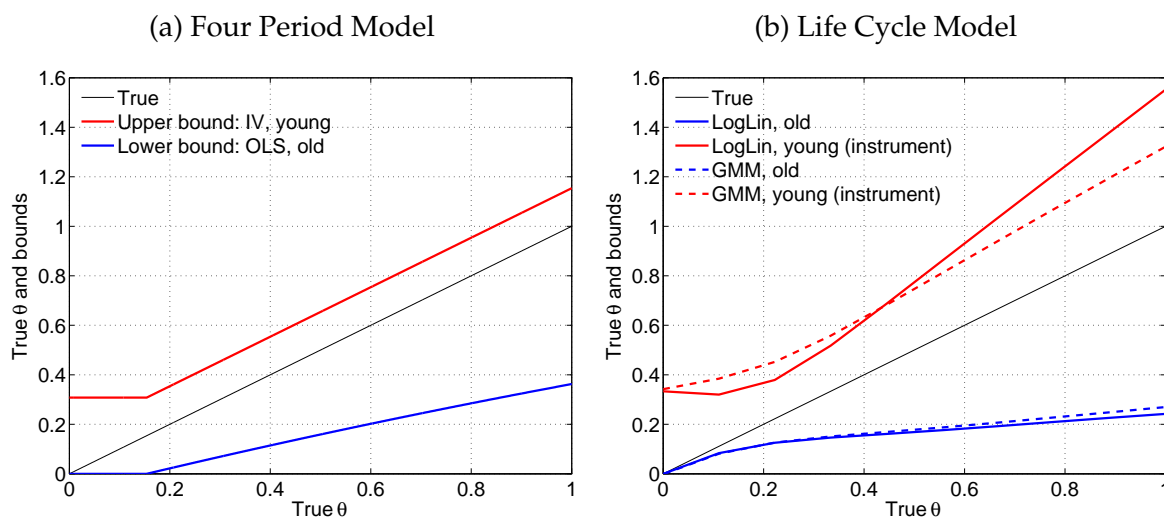 (a) Four Period Model
1.6
1.4
1.2
1
0.8
0.6
0.4
0.2
0
True θ and bounds
True
Upper bound: IV, young
Lower bound: OLS, old
0 0.2 0.4 0.6 0.8 1
True θ
(b) Life Cycle Model
1.6
1.4
1.2
1
0.8
0.6
0.4
0.2
0
True θ and bounds
True
LogLin, old
LogLin, young (instrument)
GMM, old
GMM, young (instrument)
0 0.2 0.4 0.6 0.8 1
True θ